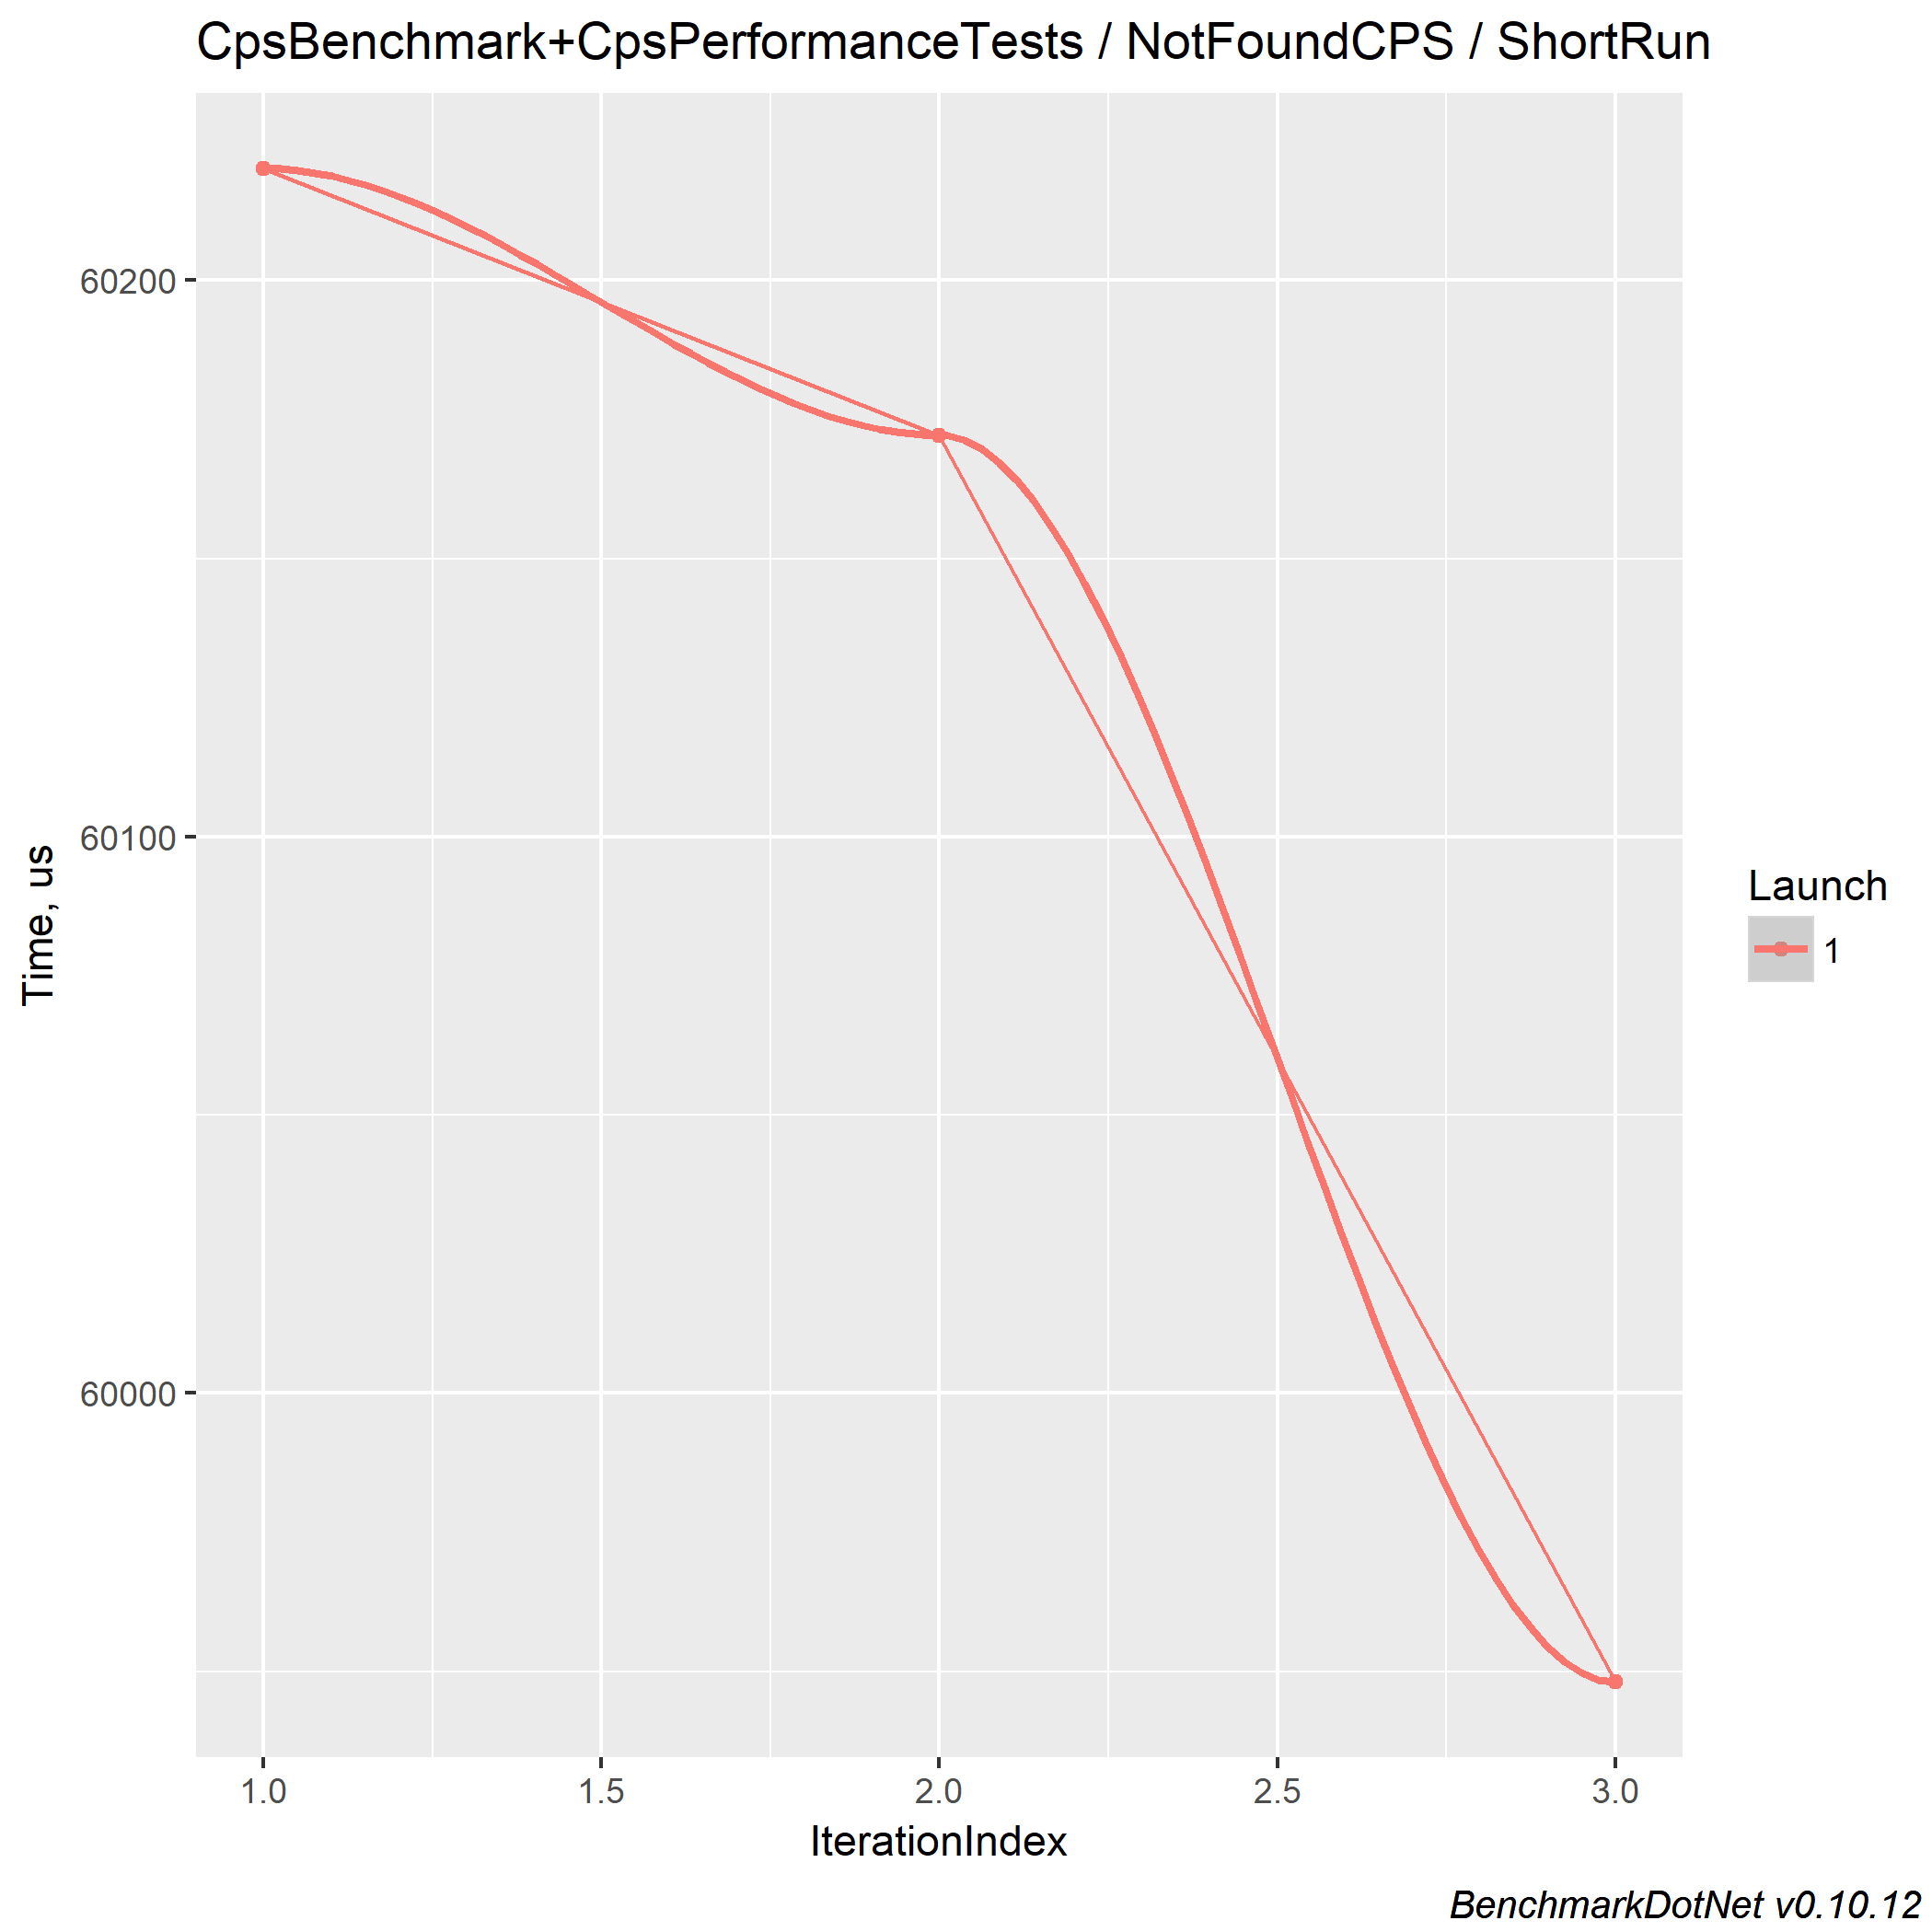 CpsBenchmark+CpsPerformanceTests / NotFoundCPS / ShortRun
60200
60100
60000
Time, us
1.0 1.5 2.0 2.5 3.0
IterationIndex
Launch
1
BenchmarkDotNet v0.10.12